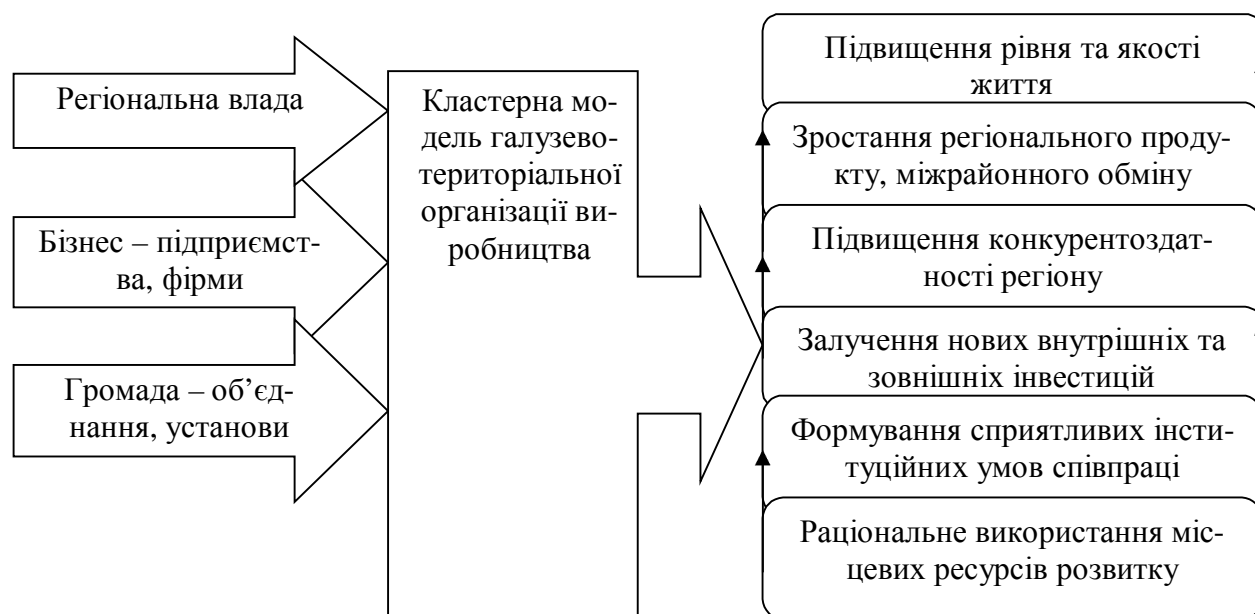 Регіональна влада
Бізнес – підприємст-
ва, фірми
Громада – об’єд-
нання, установи
Кластерна мо-
дель галузево-
територіальної
організації ви-
робництва
Підвищення рівня та якості
життя
Зростання регіонального проду-
кту, міжрайонного обміну
Підвищення конкурентоздат-
ності регіону
Залучення нових внутрішніх та
зовнішніх інвестицій
Формування сприятливих інсти-
туційних умов співпраці
Раціональне використання міс-
цевих ресурсів розвитку